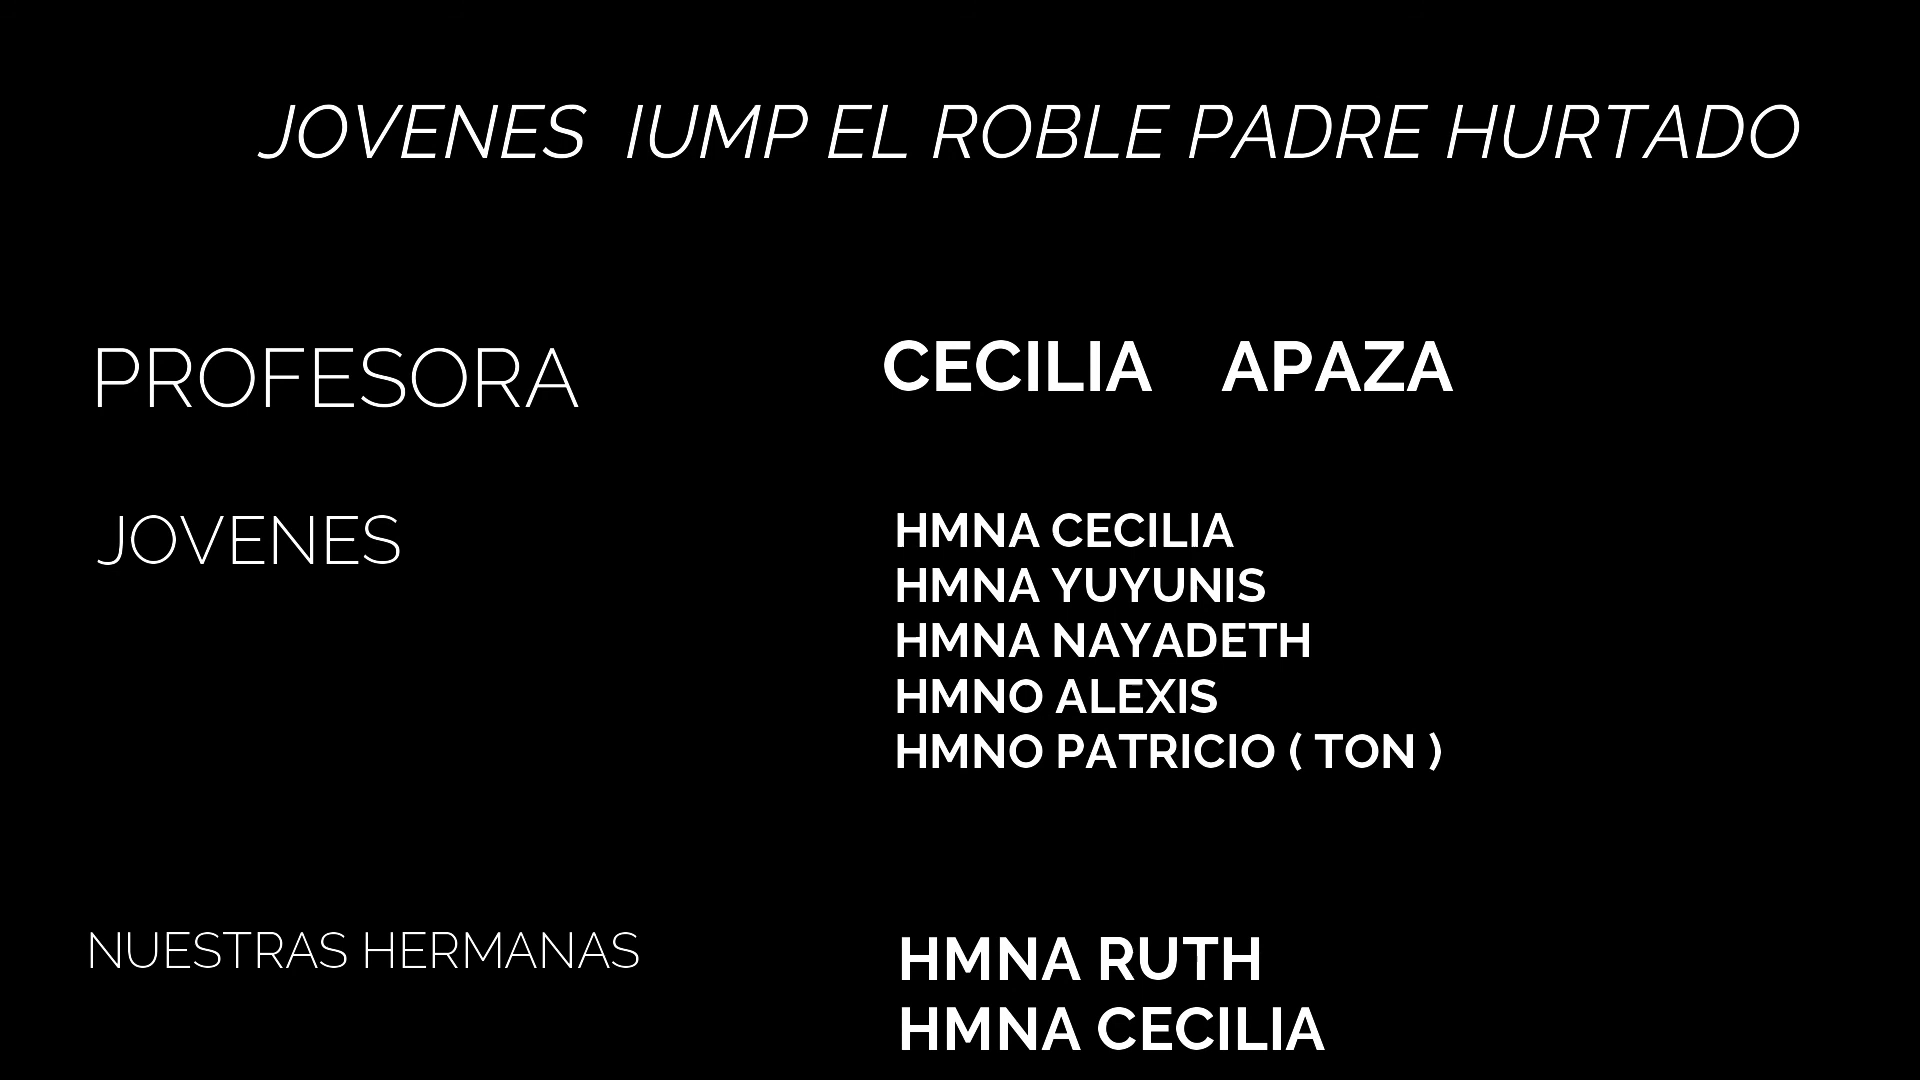 JOVENES  IUMP EL ROBLE PADRE HURTADO
PROFESORA
CECILIA    APAZA
JOVENES
HMNA CECILIA
HMNA YUYUNIS
HMNA NAYADETH
HMNO ALEXIS
HMNO PATRICIO ( TON )
NUESTRAS HERMANAS
HMNA RUTH
HMNA CECILIA